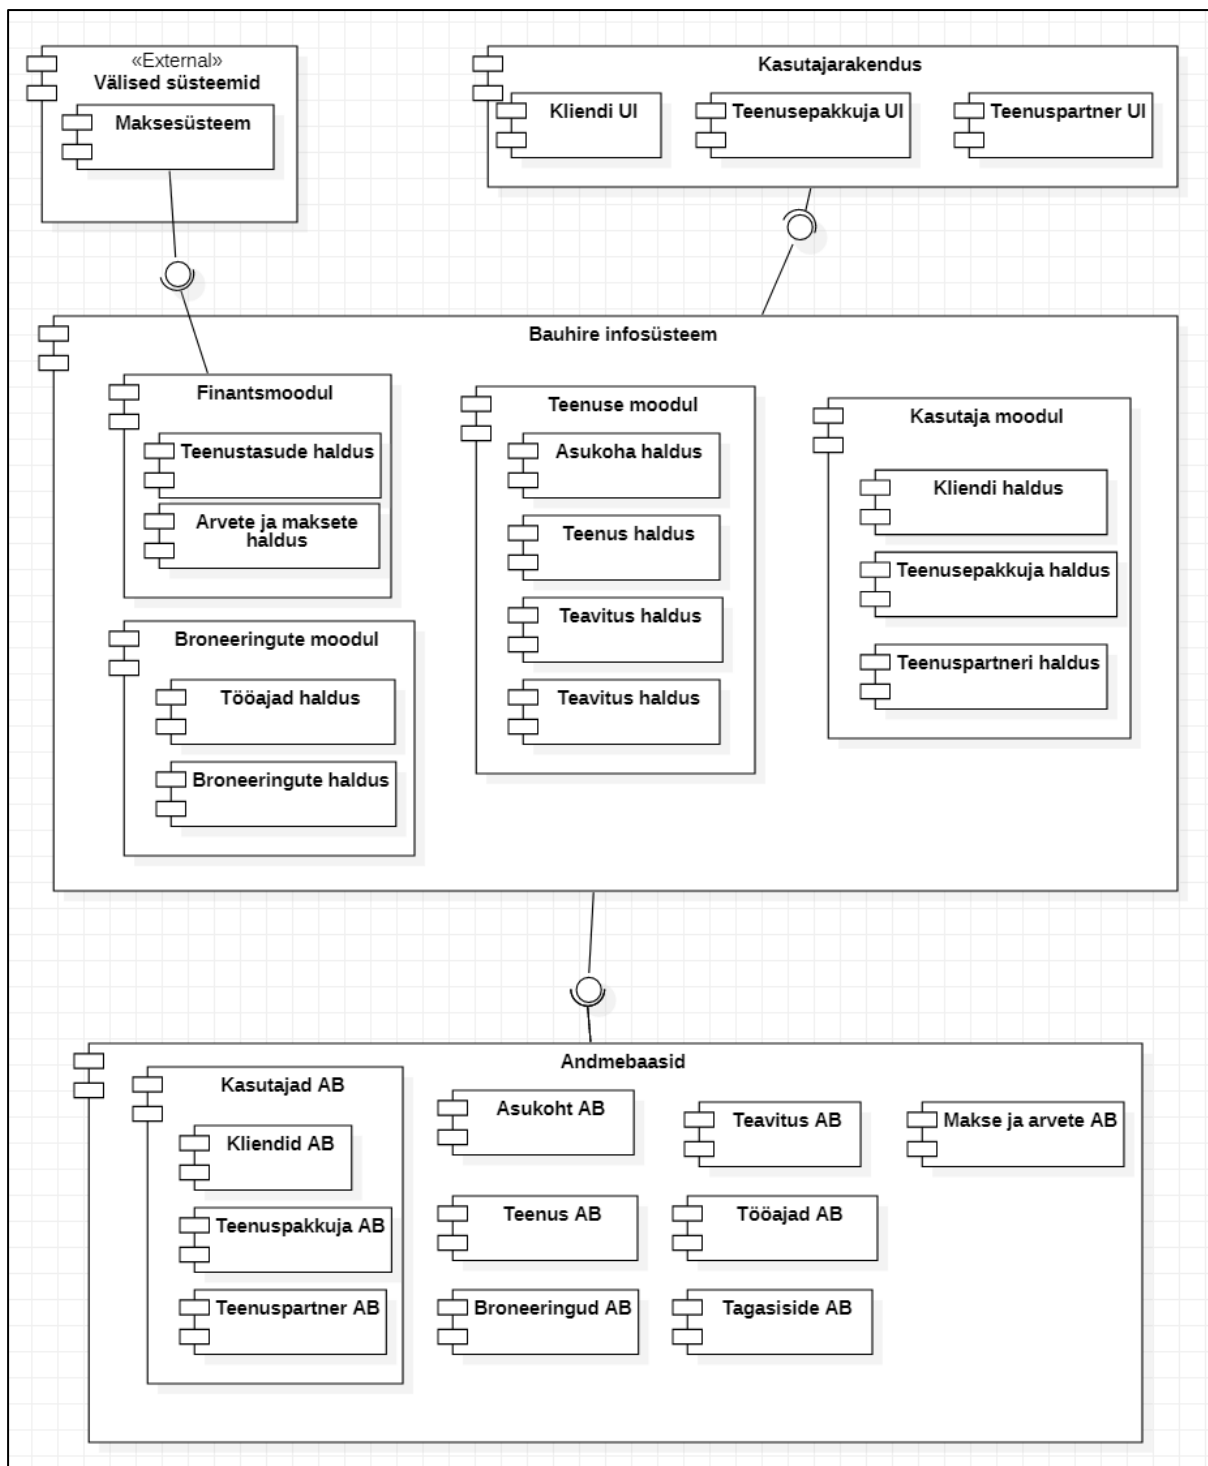 «External»
Välised süsteemid
Maksesüsteem
Kasutajarakendus
Kliendi UI
Teenusepakkuja UI
Teenuspartner UI
Bauhire infosüsteem
Finantsmoodul
Teenustasude haldus
Arvete ja maksete
haldus
Broneeringute moodul
Tööajad haldus
Broneeringute haldus
Teenuse moodul
Asukoha haldus
Teenus haldus
Teavitus haldus
Teavitus haldus
Kasutaja moodul
Kliendi haldus
Teenusepakkuja haldus
Teenuspartneri haldus
Andmebaasid
Kasutajad AB
Kliendid AB
Teenuspakkuja AB
Teenuspartner AB
Asukoht AB
Teenus AB
Broneeringud AB
Teavitus AB
Tööajad AB
Tagasiside AB
Makse ja arvete AB